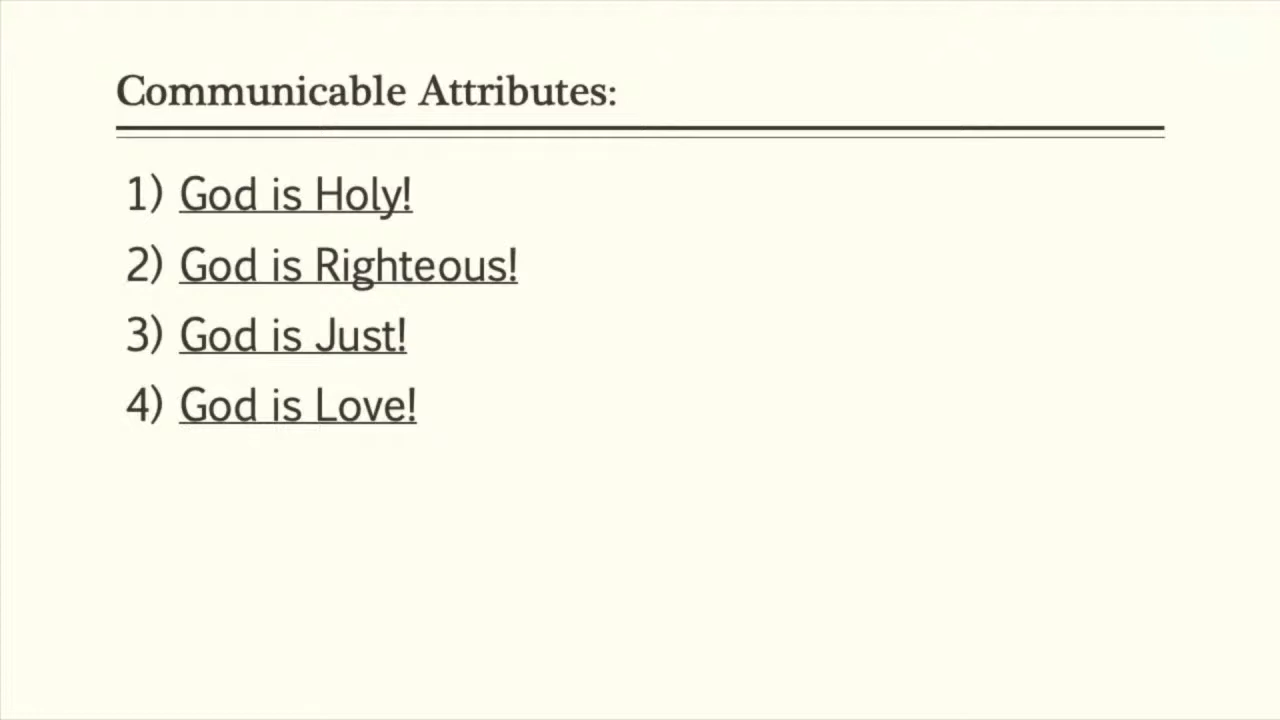 Communicable Attributes:
1) God is Holy!
2) God is Righteous!
3) God is Just!
4) God is Love!